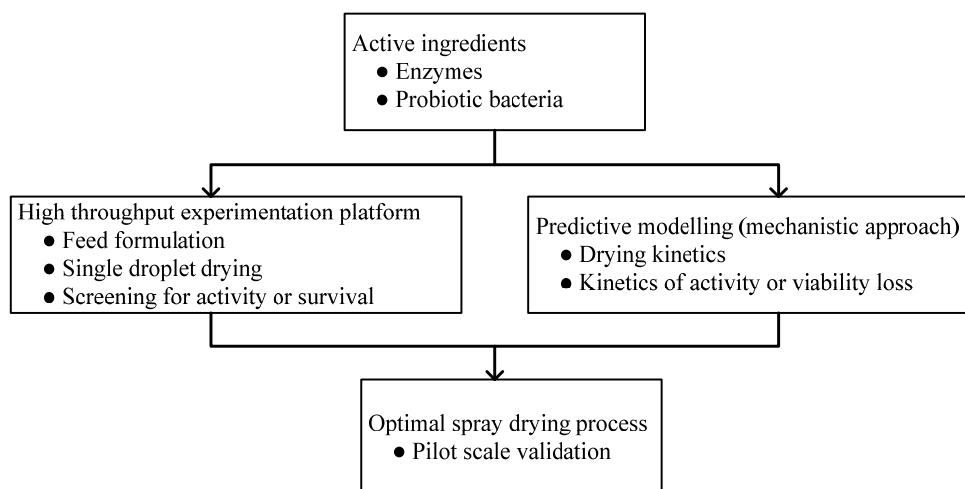 Active ingredients
● Enzymes
● Probiotic bacteria
High throughput experimentation platform
● Feed formulation
● Single droplet drying
● Screening for activity or survival
Predictive modelling (mechanistic approach)
● Drying kinetics
● Kinetics of activity or viability loss
Optimal spray drying process
● Pilot scale validation